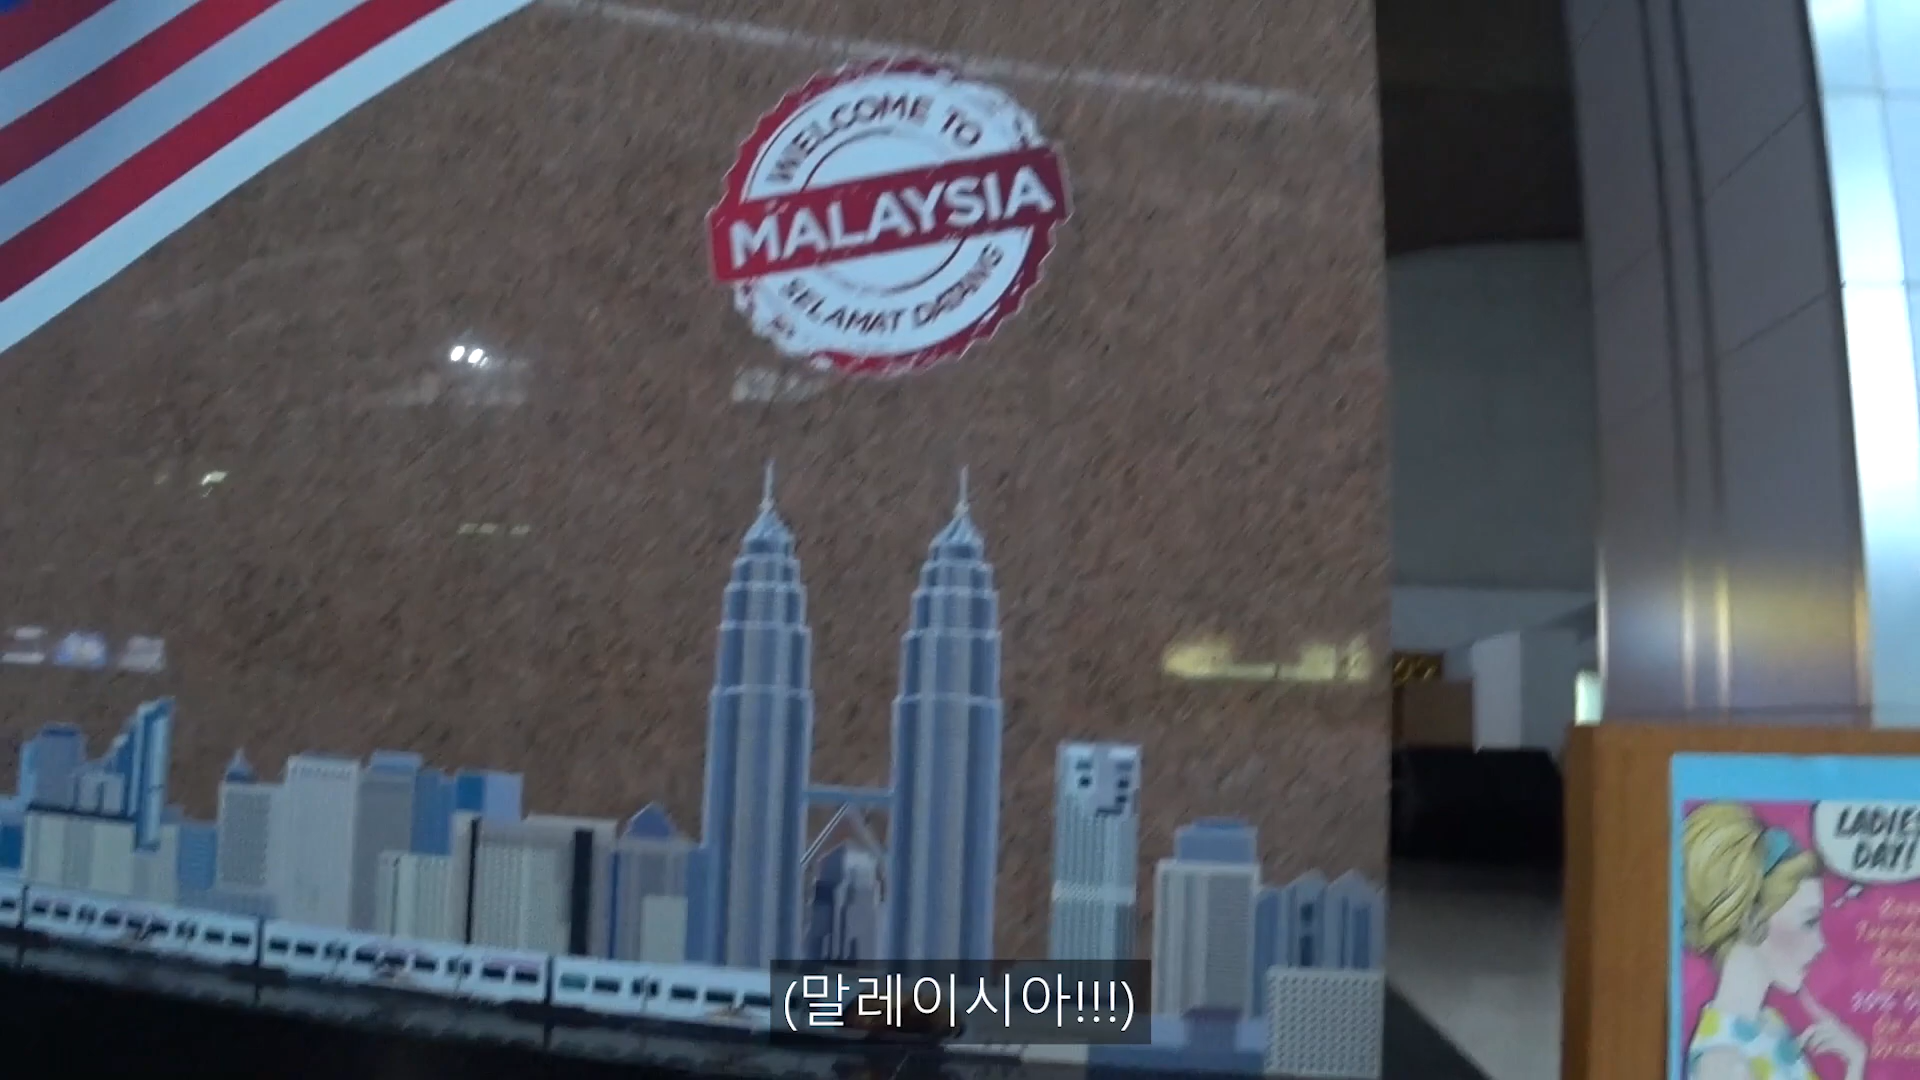 WELCOME TO
MALAYSIA
SELAMAT DATANG
LADIES
DAY!
(말레이시아!!!)